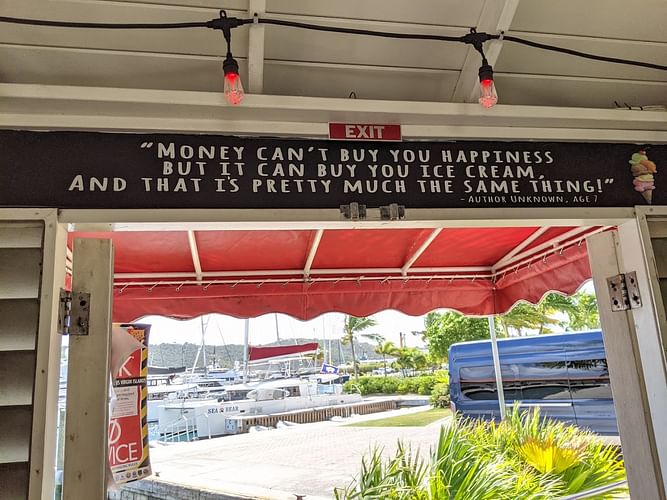 EXIT
"MONEY CAN'T BUY YOU HAPPINESS
BUT IT CAN BUY YOU ICE CREAM,
AND THAT IS PRETTY MUCH THE SAME THING!"
- AUTHOR UNKNOWN, AGE 7
SEA BEAR
VICE